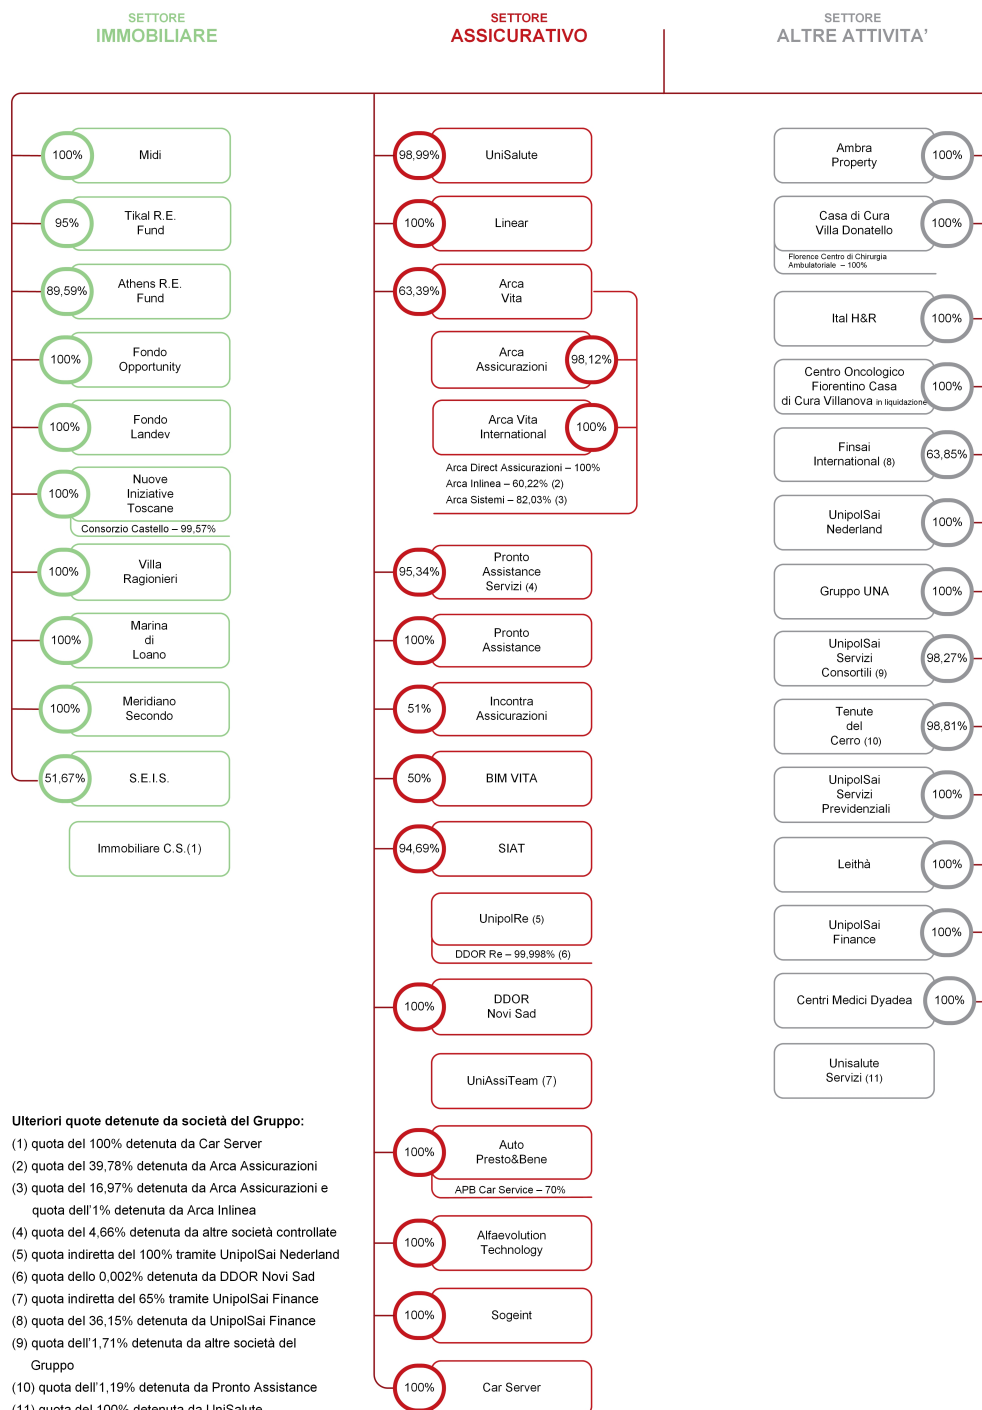 SETTORE
IMMOBILIARE
100%
Midi
95%
Tikal R.E.
Fund
89,59%
Athens R.E.
Fund
100%
Fondo
Opportunity
100%
Fondo
Landev
100%
Nuove
Iniziative
Toscane
Consorzio Castello – 99,57%
100%
Villa
Ragionieri
100%
Marina
di
Loano
100%
Meridiano
Secondo
51,67%
S.E.I.S.
Immobiliare C.S.(1)
SETTORE
ASSICURATIVO
98,99%
UniSalute
100%
Linear
63,39%
Arca
Vita
Arca
Assicurazioni
98,12%
Arca Vita
International
100%
Arca Direct Assicurazioni – 100%
Arca Inlinea – 60,22% (2)
Arca Sistemi – 82,03% (3)
95,34%
Pronto
Assistance
Servizi (4)
100%
Pronto
Assistance
51%
Incontra
Assicurazioni
50%
BIM VITA
94,69%
SIAT
UnipolRe (5)
DDOR Re – 99,998% (6)
100%
DDOR
Novi Sad
UniAssiTeam (7)
100%
Auto
Presto&Bene
APB Car Service – 70%
100%
Alfaevolution
Technology
100%
Sogeint
100%
Car Server
SETTORE
ALTRE ATTIVITA’
Ambra
Property
100%
Casa di Cura
Villa Donatello
100%
Florence Centro di Chirurgia
Ambulatoriale – 100%
Ital H&R
100%
Centro Oncologico
Fiorentino Casa
di Cura Villanova in liquidazione
100%
Finsai
International (8)
63,85%
UnipolSai
Nederland
100%
Gruppo UNA
100%
UnipolSai
Servizi
Consortili (9)
98,27%
Tenute
del
Cerro (10)
98,81%
UnipolSai
Servizi
Previdenziali
100%
Leithà
100%
UnipolSai
Finance
100%
Centri Medici Dyadea
100%
Unisalute
Servizi (11)
Ulteriori quote detenute da società del Gruppo:
(1) quota del 100% detenuta da Car Server
(2) quota del 39,78% detenuta da Arca Assicurazioni
(3) quota del 16,97% detenuta da Arca Assicurazioni e
quota dell’1% detenuta da Arca Inlinea
(4) quota del 4,66% detenuta da altre società controllate
(5) quota indiretta del 100% tramite UnipolSai Nederland
(6) quota dello 0,002% detenuta da DDOR Novi Sad
(7) quota indiretta del 65% tramite UnipolSai Finance
(8) quota del 36,15% detenuta da UnipolSai Finance
(9) quota dell’1,71% detenuta da altre società del
Gruppo
(10) quota dell’1,19% detenuta da Pronto Assistance
(11) quota del 100% detenuta da UniSalute